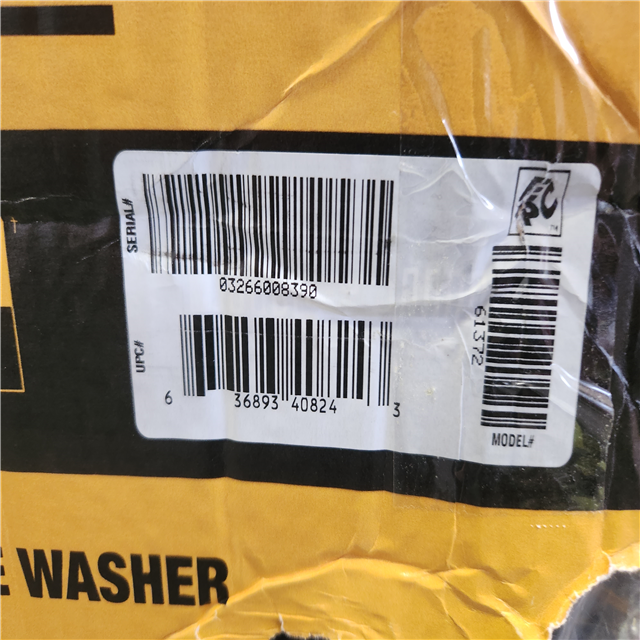 SERIAL#
03266008390
UPC#
6 36893 40824 3
61372
MODEL#
E WASHER